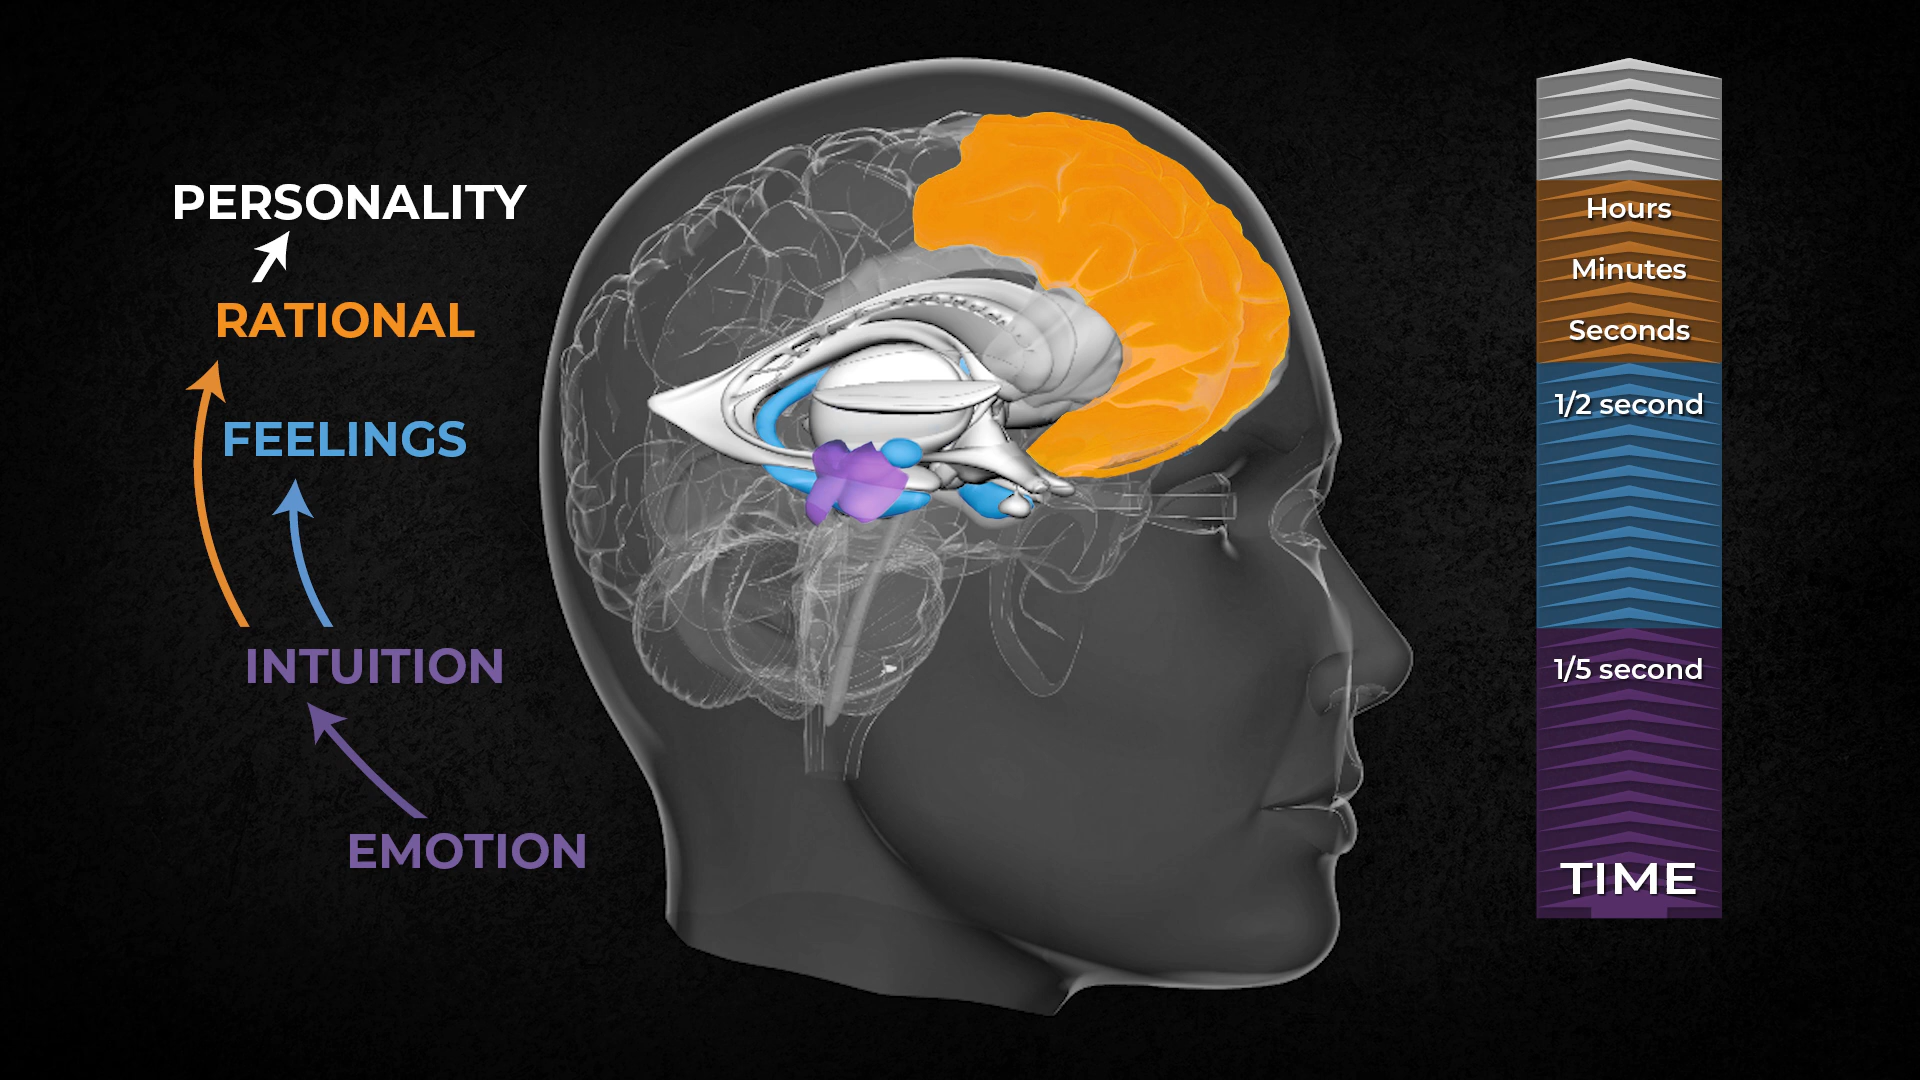 PERSONALITY
RATIONAL
FEELINGS
INTUITION
EMOTION
Hours
Minutes
Seconds
1/2 second
1/5 second
TIME